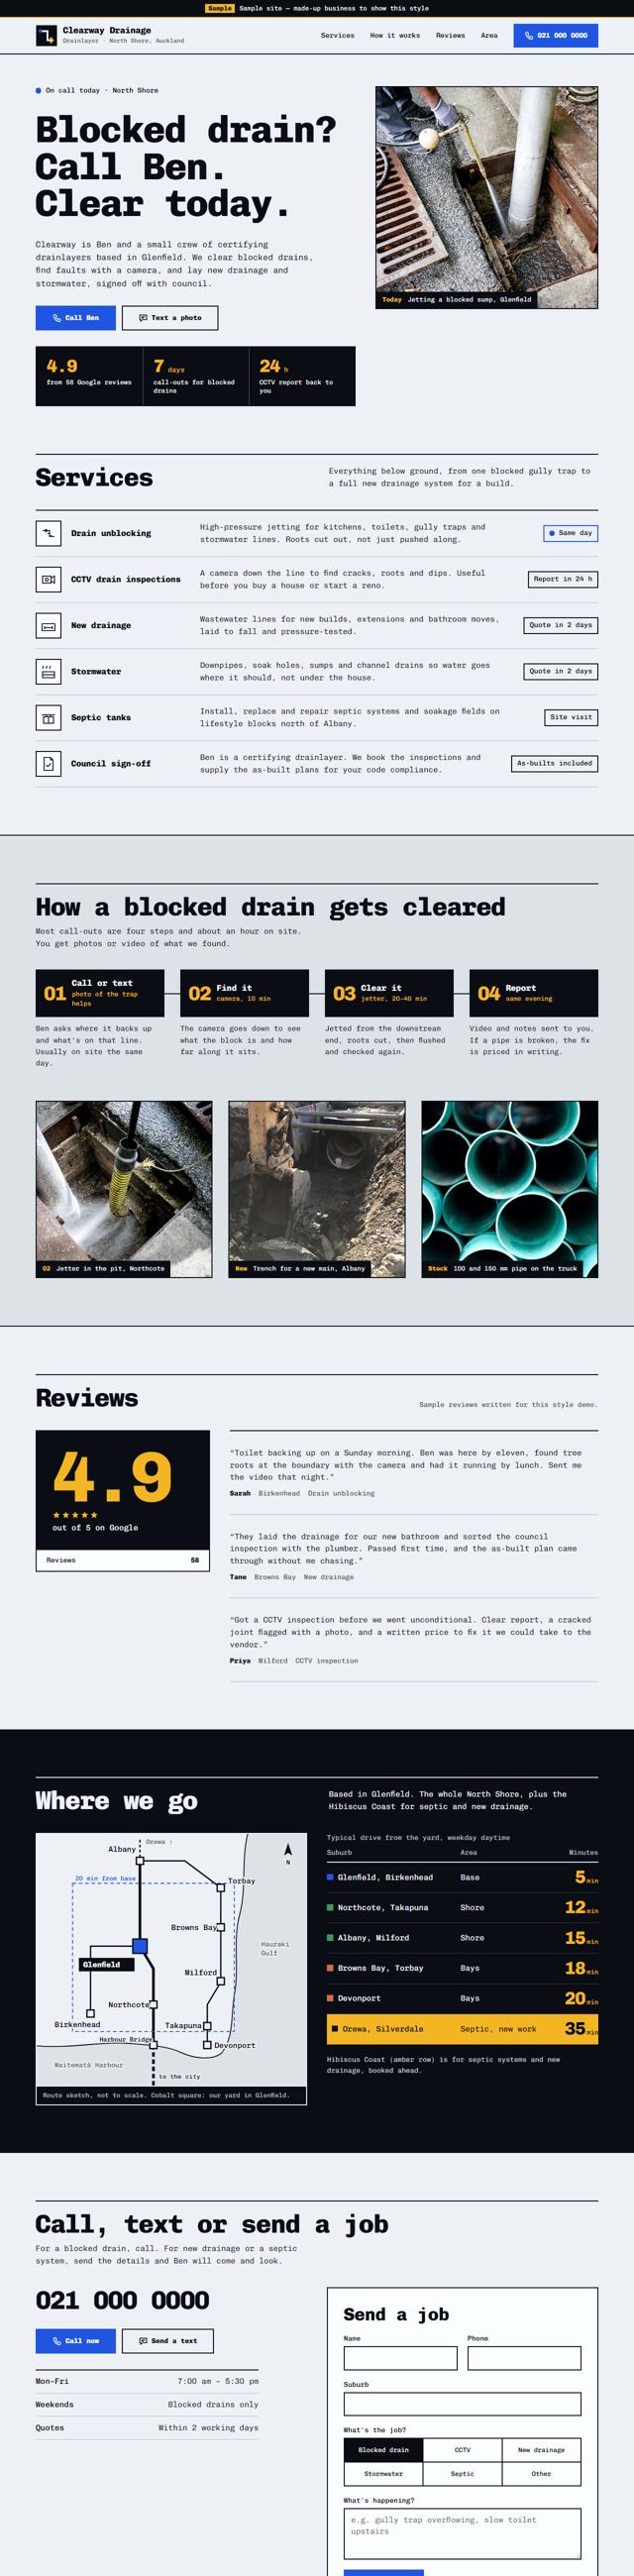 Sample Sample site — made-up business to show this style
Clearway Drainage
Drainlayer · North Shore, Auckland
Services How it works Reviews Area 021 000 0000
On call today · North Shore
Blocked drain?
Call Ben.
Clear today.
Clearway is Ben and a small crew of certifying
drainlayers based in Glenfield. We clear blocked drains,
find faults with a camera, and lay new drainage and
stormwater, signed off with council.
Call Ben Text a photo
Today Jetting a blocked sump, Glenfield
4.9
from 58 Google reviews
7 days
call-outs for blocked
drains
24 h
CCTV report back to
you
Services
Everything below ground, from one blocked gully trap to
a full new drainage system for a build.
Drain unblocking
High-pressure jetting for kitchens, toilets, gully traps and
stormwater lines. Roots cut out, not just pushed along.
Same day
CCTV drain inspections
A camera down the line to find cracks, roots and dips. Useful
before you buy a house or start a reno.
Report in 24 h
New drainage
Wastewater lines for new builds, extensions and bathroom moves,
laid to fall and pressure-tested.
Quote in 2 days
Stormwater
Downpipes, soak holes, sumps and channel drains so water goes
where it should, not under the house.
Quote in 2 days
Septic tanks
Install, replace and repair septic systems and soakage fields on
lifestyle blocks north of Albany.
Site visit
Council sign-off
Ben is a certifying drainlayer. We book the inspections and
supply the as-built plans for your code compliance.
As-builts included
How a blocked drain gets cleared
Most call-outs are four steps and about an hour on site.
You get photos or video of what we found.
01 Call or text
photo of the trap
helps
Ben asks where it backs up
and what's on that line.
Usually on site the same
day.
02 Find it
camera, 10 min
The camera goes down to see
what the block is and how
far along it sits.
03 Clear it
jetter, 20-40 min
Jetted from the downstream
end, roots cut, then flushed
and checked again.
04 Report
same evening
Video and notes sent to you.
If a pipe is broken, the fix
is priced in writing.
02 Jetter in the pit, Northcote
New Trench for a new main, Albany
Stock 100 and 150 mm pipe on the truck
Reviews
Sample reviews written for this style demo.
4.9
out of 5 on Google
Reviews 58
“Toilet backing up on a Sunday morning. Ben was here by eleven, found tree
roots at the boundary with the camera and had it running by lunch. Sent me
the video that night.”
Sarah Birkenhead Drain unblocking
“They laid the drainage for our new bathroom and sorted the council
inspection with the plumber. Passed first time, and the as-built plan came
through without me chasing.”
Tane Browns Bay New drainage
“Got a CCTV inspection before we went unconditional. Clear report, a cracked
joint flagged with a photo, and a written price to fix it we could take to the
vendor.”
Priya Milford CCTV inspection
Where we go
Based in Glenfield. The whole North Shore, plus the
Hibiscus Coast for septic and new drainage.
Orewa ↑
Albany
N
20 min from base
Torbay
Browns Bay
Hauraki
Gulf
Glenfield
Milford
Northcote
Birkenhead
Takapuna
Harbour Bridge
Devonport
Waitematā Harbour
to the city
Route sketch, not to scale. Cobalt square: our yard in Glenfield.
Typical drive from the yard, weekday daytime
Suburb Area Minutes
Glenfield, Birkenhead Base 5 min
Northcote, Takapuna Shore 12 min
Albany, Milford Shore 15 min
Browns Bay, Torbay Bays 18 min
Devonport Bays 20 min
Orewa, Silverdale Septic, new work 35 min
Hibiscus Coast (amber row) is for septic systems and new
drainage, booked ahead.
Call, text or send a job
For a blocked drain, call. For new drainage or a septic
system, send the details and Ben will come and look.
021 000 0000
Call now Send a text
Mon-Fri 7:00 am – 5:30 pm
Weekends Blocked drains only
Quotes Within 2 working days
Send a job
Name Phone
Suburb
What's the job?
Blocked drain CCTV New drainage
Stormwater Septic Other
What's happening?
e.g. gully trap overflowing, slow toilet
upstairs